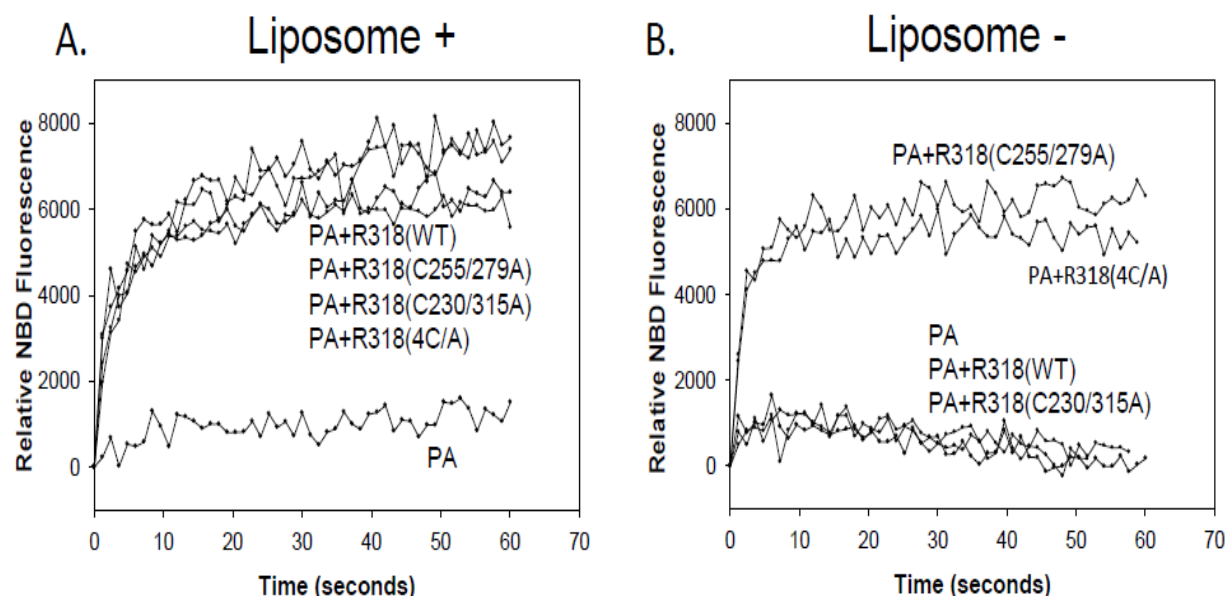 A.
Liposome +
Relative NBD Fluorescence
8000
6000
4000
2000
0
PA+R318(WT)
PA+R318(C255/279A)
PA+R318(C230/315A)
PA+R318(4C/A)
PA
0 10 20 30 40 50 60 70
Time (seconds)
B.
Liposome -
Relative NBD Fluorescence
8000
6000
4000
2000
0
PA+R318(C255/279A)
PA+R318(4C/A)
PA
PA+R318(WT)
PA+R318(C230/315A)
0 10 20 30 40 50 60 70
Time (seconds)